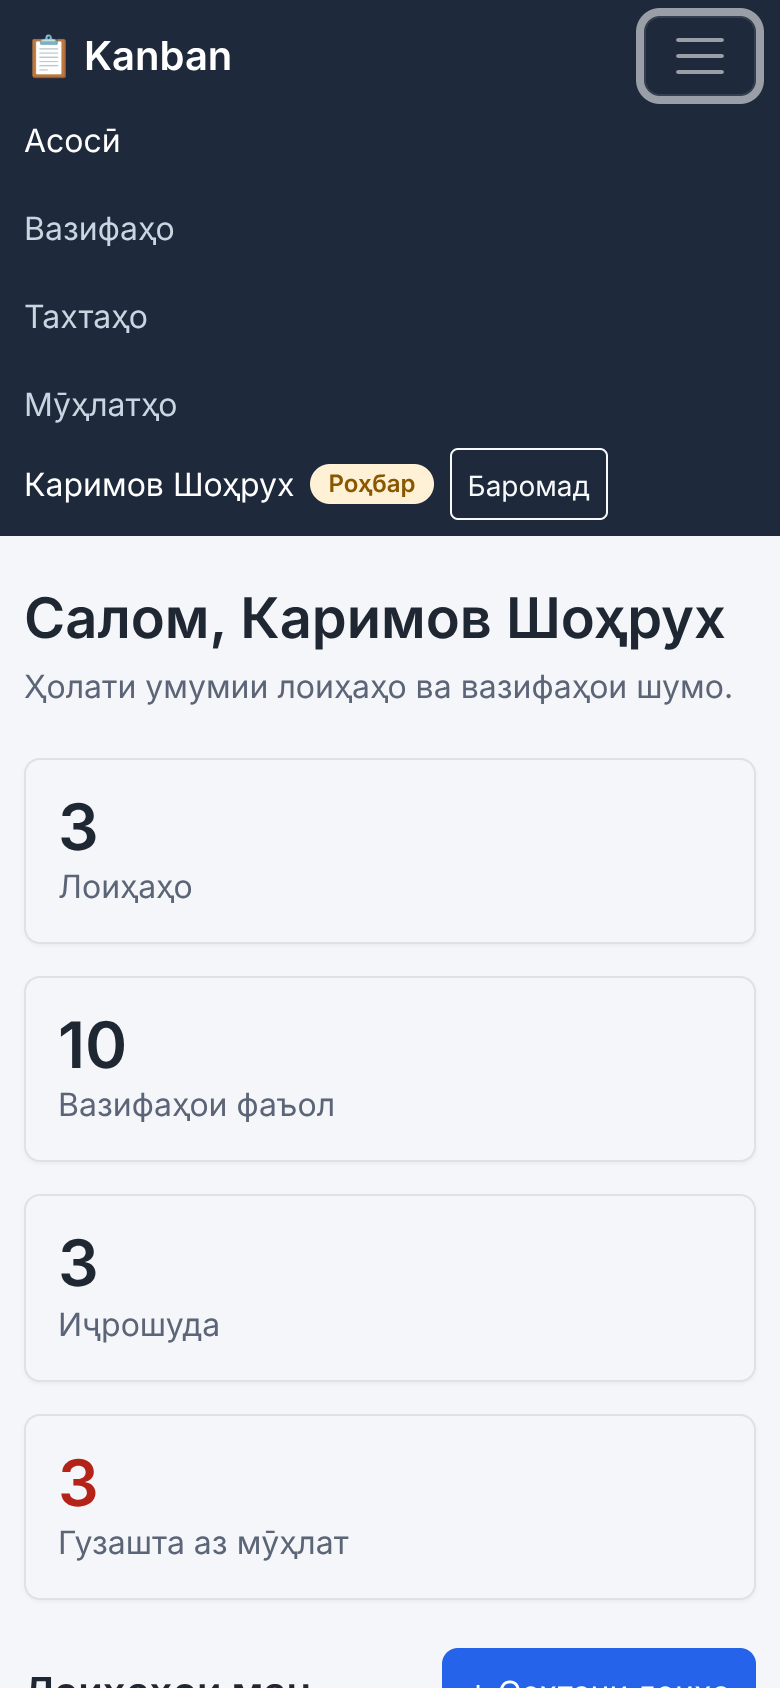 📋 Kanban
Асосӣ
Вазифаҳо
Тахтаҳо
Мӯҳлатҳо
Каримов Шоҳрух Роҳбар Баромад
Салом, Каримов Шоҳрух
Ҳолати умумии лоиҳаҳо ва вазифаҳои шумо.
3
Лоиҳаҳо
10
Вазифаҳои фаъол
3
Иҷрошуда
3
Гузашта аз мӯҳлат